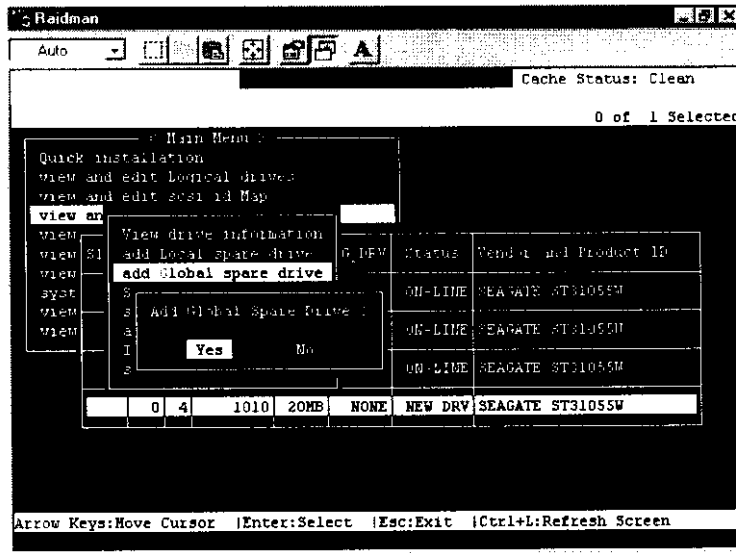 Raidman
Auto
A
Cache Status: Clean
0 of 1 Selected
< Main Menu >
Quick installation
view and edit Logical drives
view and edit scsi id Map
view an
view
view
view
syst
view
view
View drive information
add Local spare drive
add Global spare drive
Add Global Spare Drive ?
Yes No
Sl G_DRV Status Vendor and Product ID
ON-LINE SEAGATE ST31055W
ON-LINE SEAGATE ST31055W
ON-LINE SEAGATE ST31055W
0 4 1010 20MB NONE NEW DRV SEAGATE ST31055W
Arrow Keys:Move Cursor |Enter:Select |Esc:Exit |Ctrl+L:Refresh Screen